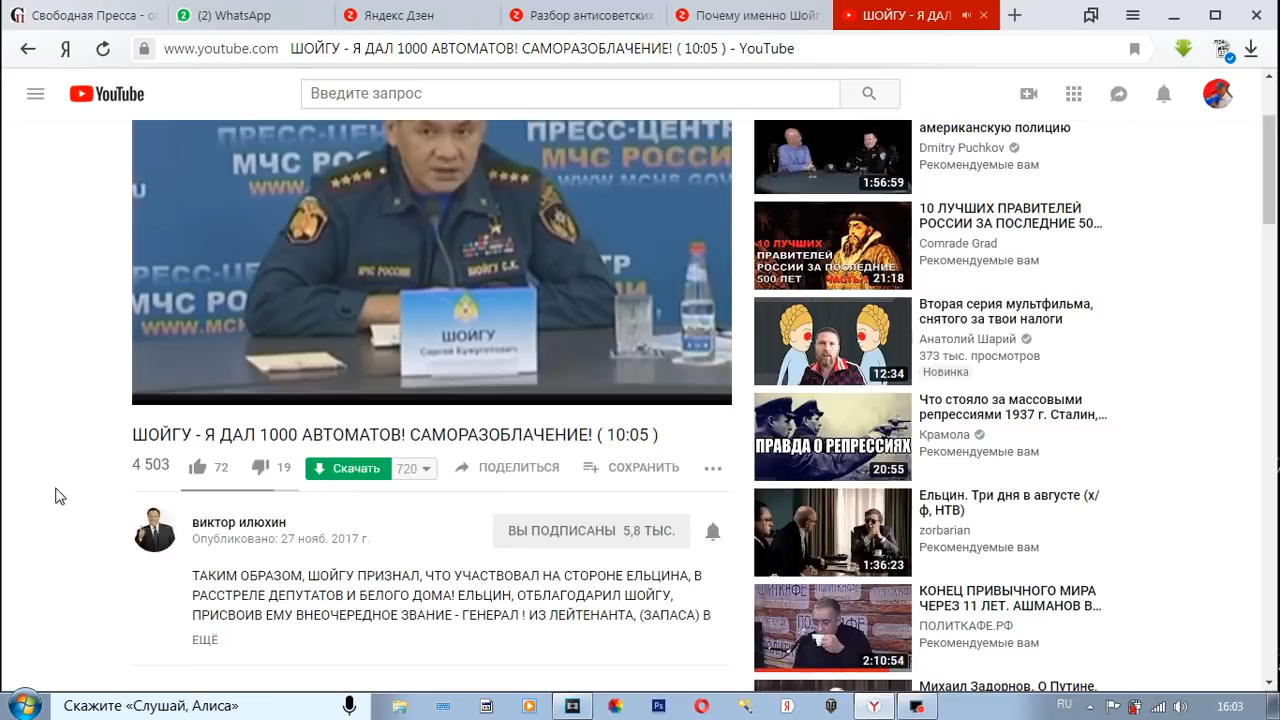 Свободная Пресса - о
(2) WhatsApp
Яндекс Дзен
Разбор антисоветских
Почему именно Шойг
ШОЙГУ - Я ДАЛ
www.youtube.com ШОЙГУ - Я ДАЛ 1000 АВТОМАТОВ! САМОРАЗОБЛАЧЕНИЕ! ( 10:05 ) - YouTube
YouTube
Введите запрос
ПРЕСС-ЦЕНТР
МЧС РОССИИ
ШОЙГУ
ШОЙГУ - Я ДАЛ 1000 АВТОМАТОВ! САМОРАЗОБЛАЧЕНИЕ! ( 10:05 )
4 503
72
19
Скачать
720
ПОДЕЛИТЬСЯ
СОХРАНИТЬ
виктор илюхин
Опубликовано: 27 нояб. 2017 г.
ВЫ ПОДПИСАНЫ 5,8 ТЫС.
ТАКИМ ОБРАЗОМ, ШОЙГУ ПРИЗНАЛ, ЧТО УЧАСТВОВАЛ НА СТОРОНЕ ЕЛЬЦИНА, В
РАССТРЕЛЕ ДЕПУТАТОВ И БЕЛОГО ДОМА! ЕЛЬЦИН, ОТБЛАГОДАРИЛ ШОЙГУ,
ПРИСВОИВ ЕМУ ВНЕОЧЕРЕДНОЕ ЗВАНИЕ - ГЕНЕРАЛ ! ИЗ ЛЕЙТЕНАНТА, (ЗАПАСА) В
ЕЩЁ
американскую полицию
Dmitry Puchkov
Рекомендуемые вам
1:56:59
10 ЛУЧШИХ ПРАВИТЕЛЕЙ
РОССИИ ЗА ПОСЛЕДНИЕ 50...
Comrade Grad
Рекомендуемые вам
10 ЛУЧШИХ
ПРАВИТЕЛЕЙ
РОССИИ ЗА ПОСЛЕДНИЕ
500 ЛЕТ
21:18
Вторая серия мультфильма,
снятого за твои налоги
Анатолий Шарий
373 тыс. просмотров
Новинка
12:34
Что стояло за массовыми
репрессиями 1937 г. Сталин,...
Крамола
Рекомендуемые вам
ПРАВДА О РЕПРЕССИЯХ
20:55
Ельцин. Три дня в августе (х/
ф, НТВ)
zorbarian
Рекомендуемые вам
1:36:23
КОНЕЦ ПРИВЫЧНОГО МИРА
ЧЕРЕЗ 11 ЛЕТ. АШМАНОВ В...
ПОЛИТКАФЕ.РФ
Рекомендуемые вам
2:10:54
Михаил Задорнов. О Путине,
Скажите «Слушай, Алиса»
RU
16:03